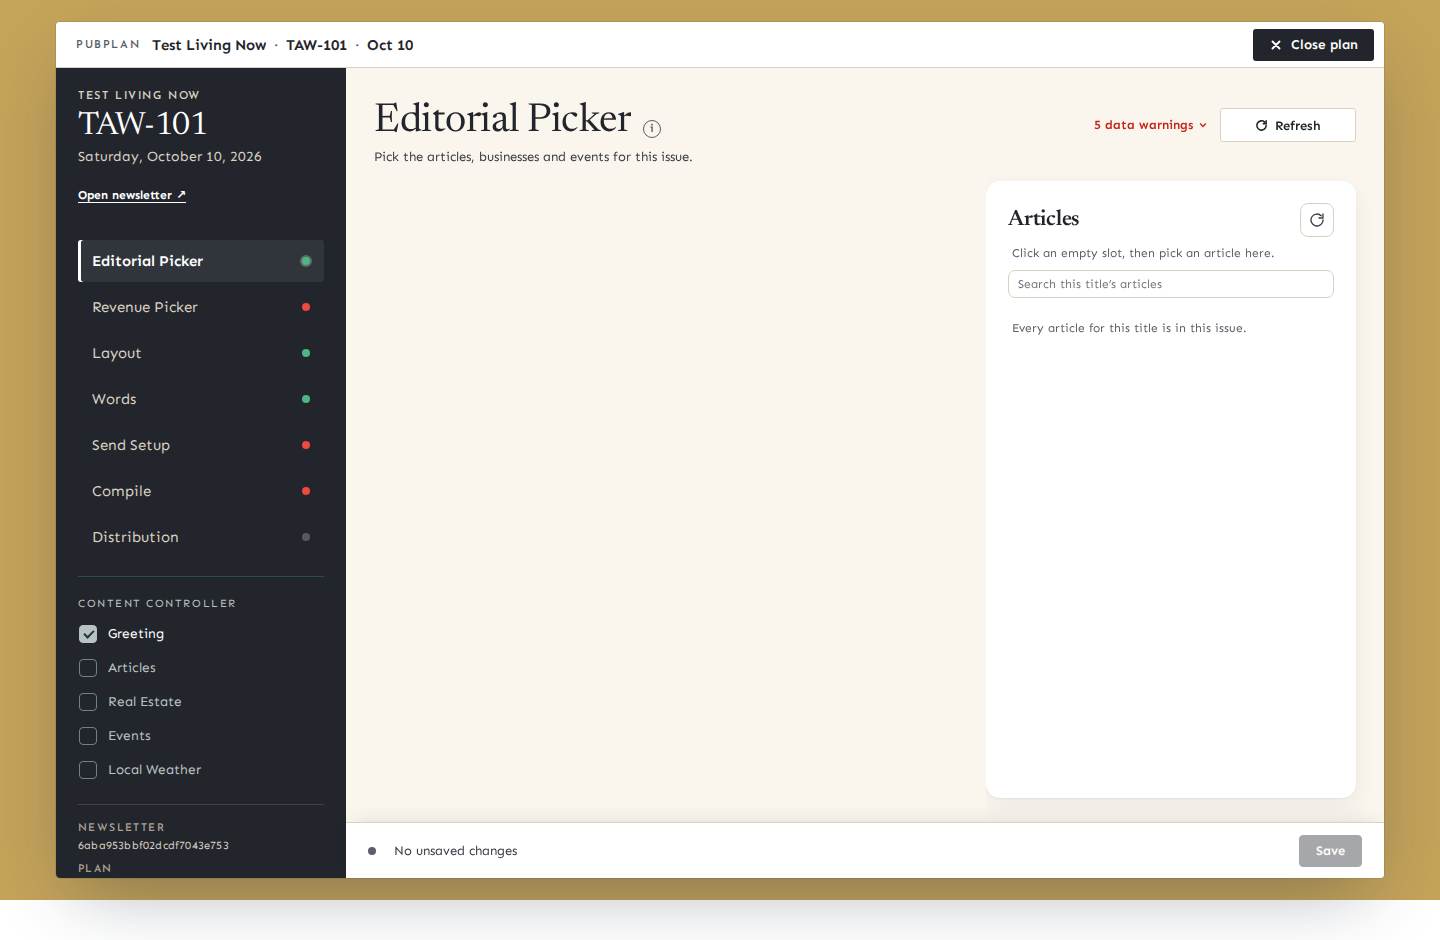 PUBPLAN Test Living Now · TAW-101 · Oct 10
Close plan
TEST LIVING NOW
TAW-101
Saturday, October 10, 2026
Open newsletter ↗
Editorial Picker
Revenue Picker
Layout
Words
Send Setup
Compile
Distribution
CONTENT CONTROLLER
Greeting
Articles
Real Estate
Events
Local Weather
NEWSLETTER
6aba953bbf02dcdf7043e753
PLAN
Editorial Picker
Pick the articles, businesses and events for this issue.
5 data warnings
Refresh
Articles
Click an empty slot, then pick an article here.
Search this title's articles
Every article for this title is in this issue.
No unsaved changes
Save